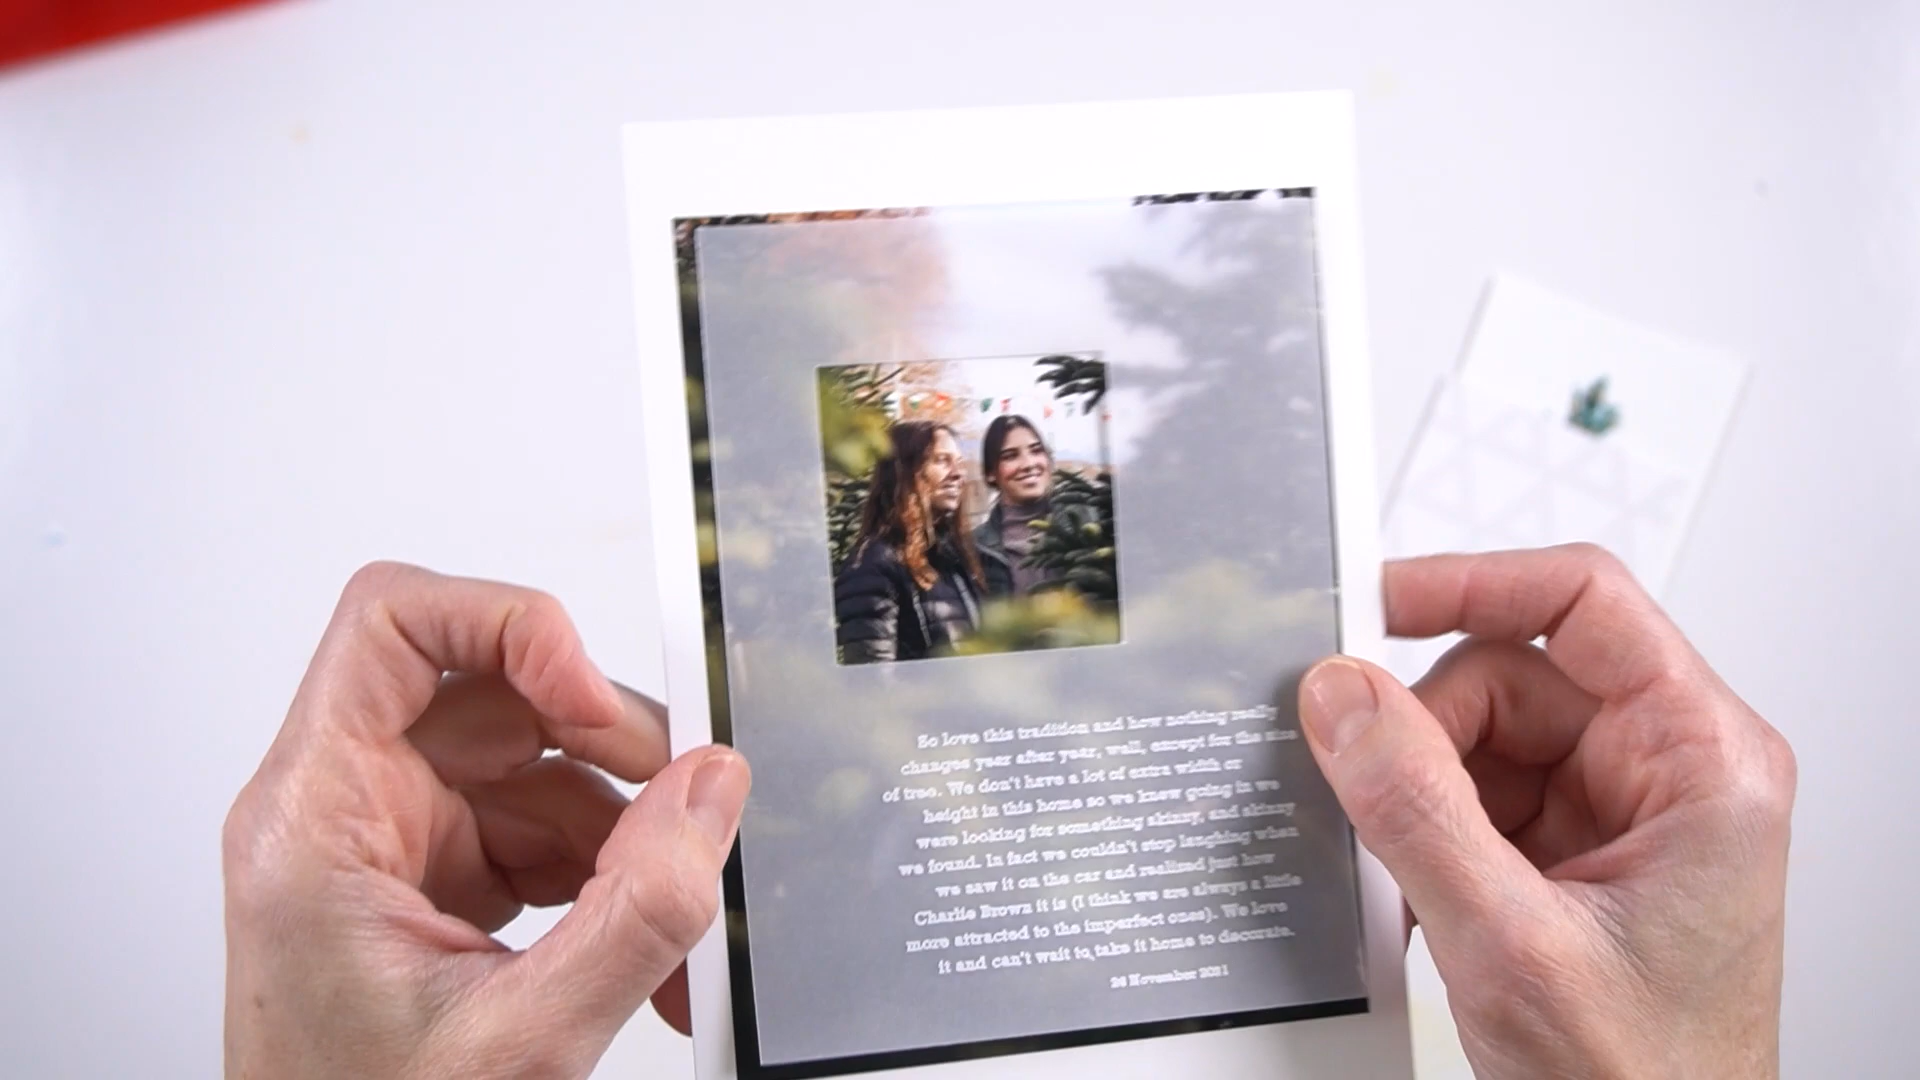 So love this tradition and how nothing really
changes year after year, well, except for the size
of tree. We don't have a lot of extra width or
height in this home so we knew going in we
were looking for something skinny, and skinny
we found. In fact we couldn't stop laughing when
we saw it on the car and realized just how
Charlie Brown it is (I think we are always a little
more attracted to the imperfect ones). We love
it and can't wait to take it home to decorate.
26 November 2021